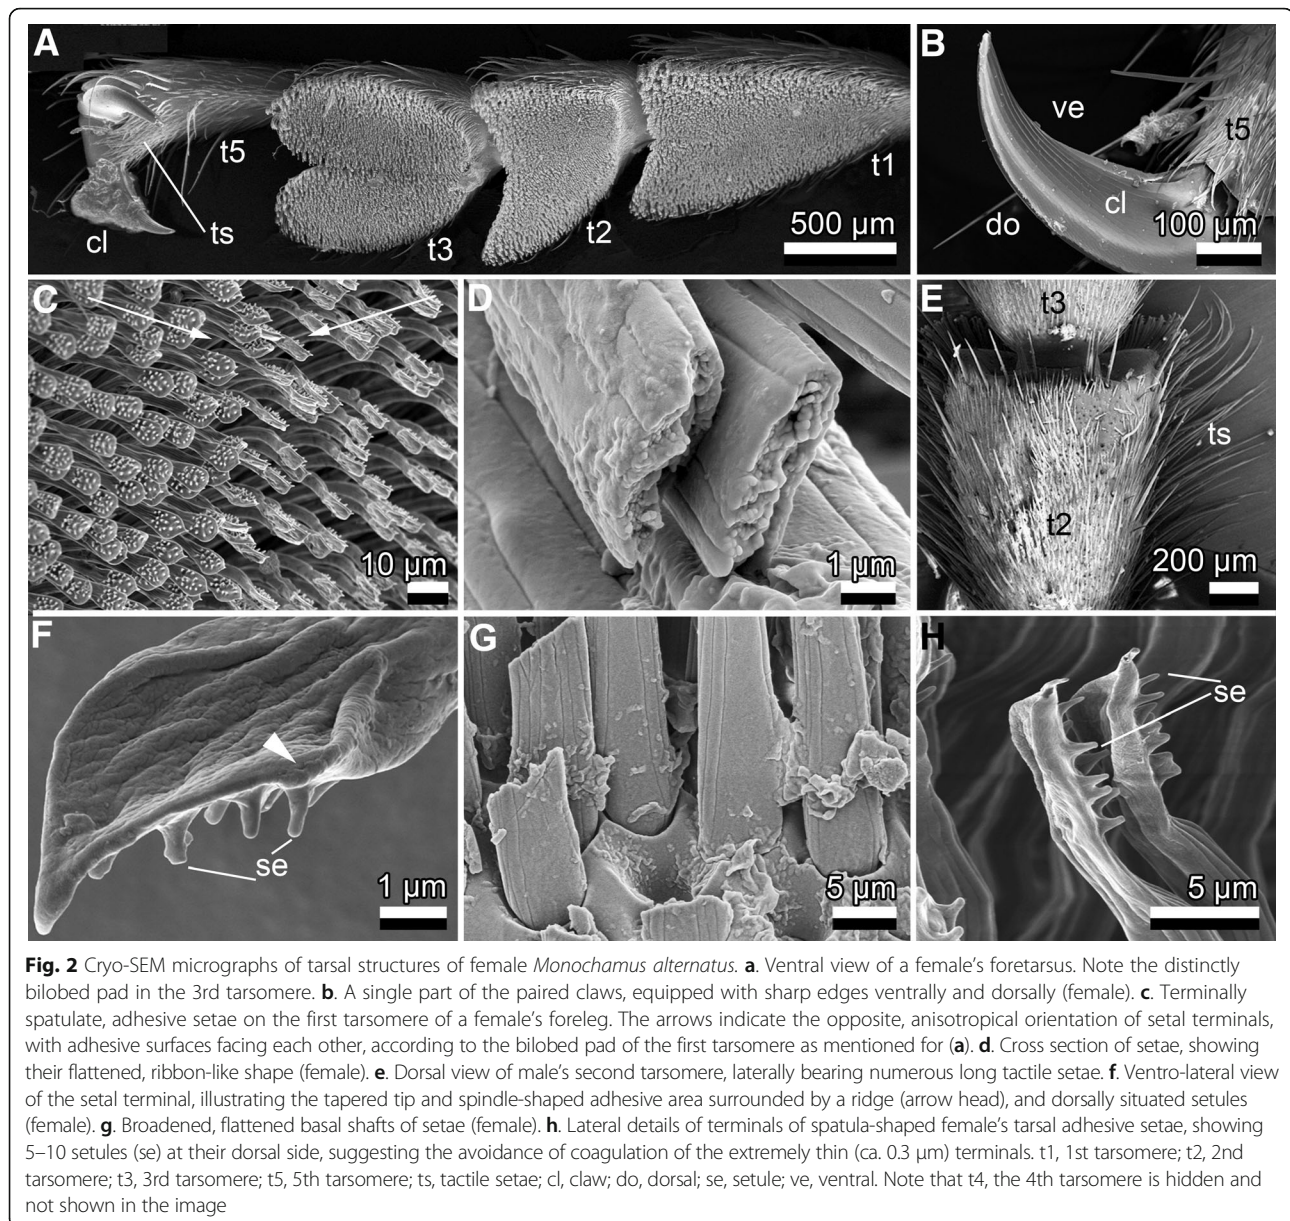 A
cl
ts
t5
t3
t2
t1
500 µm
B
ve
t5
cl
do
100 µm
C
10 µm
D
1 µm
E
t3
ts
t2
200 µm
F
se
1 µm
G
5 µm
H
se
5 µm
Fig. 2 Cryo-SEM micrographs of tarsal structures of female Monochamus alternatus. a. Ventral view of a female's foretarsus. Note the distinctly
bilobed pad in the 3rd tarsomere. b. A single part of the paired claws, equipped with sharp edges ventrally and dorsally (female). c. Terminally
spatulate, adhesive setae on the first tarsomere of a female's foreleg. The arrows indicate the opposite, anisotropical orientation of setal terminals,
with adhesive surfaces facing each other, according to the bilobed pad of the first tarsomere as mentioned for (a). d. Cross section of setae, showing
their flattened, ribbon-like shape (female). e. Dorsal view of male's second tarsomere, laterally bearing numerous long tactile setae. f. Ventro-lateral view
of the setal terminal, illustrating the tapered tip and spindle-shaped adhesive area surrounded by a ridge (arrow head), and dorsally situated setules
(female). g. Broadened, flattened basal shafts of setae (female). h. Lateral details of terminals of spatula-shaped female's tarsal adhesive setae, showing
5–10 setules (se) at their dorsal side, suggesting the avoidance of coagulation of the extremely thin (ca. 0.3 µm) terminals. t1, 1st tarsomere; t2, 2nd
tarsomere; t3, 3rd tarsomere; t5, 5th tarsomere; ts, tactile setae; cl, claw; do, dorsal; se, setule; ve, ventral. Note that t4, the 4th tarsomere is hidden and
not shown in the image